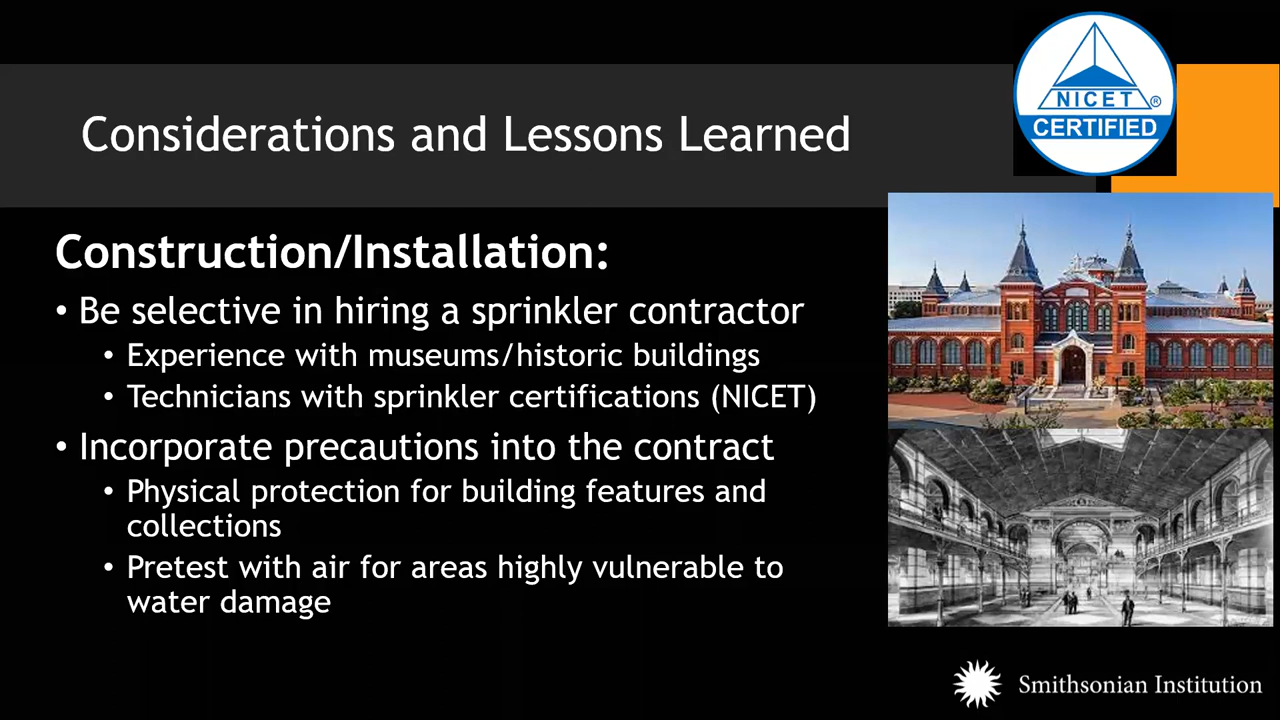 NICET®
CERTIFIED
Considerations and Lessons Learned
Construction/Installation:
• Be selective in hiring a sprinkler contractor
• Experience with museums/historic buildings
• Technicians with sprinkler certifications (NICET)
• Incorporate precautions into the contract
• Physical protection for building features and
collections
• Pretest with air for areas highly vulnerable to
water damage
Smithsonian Institution